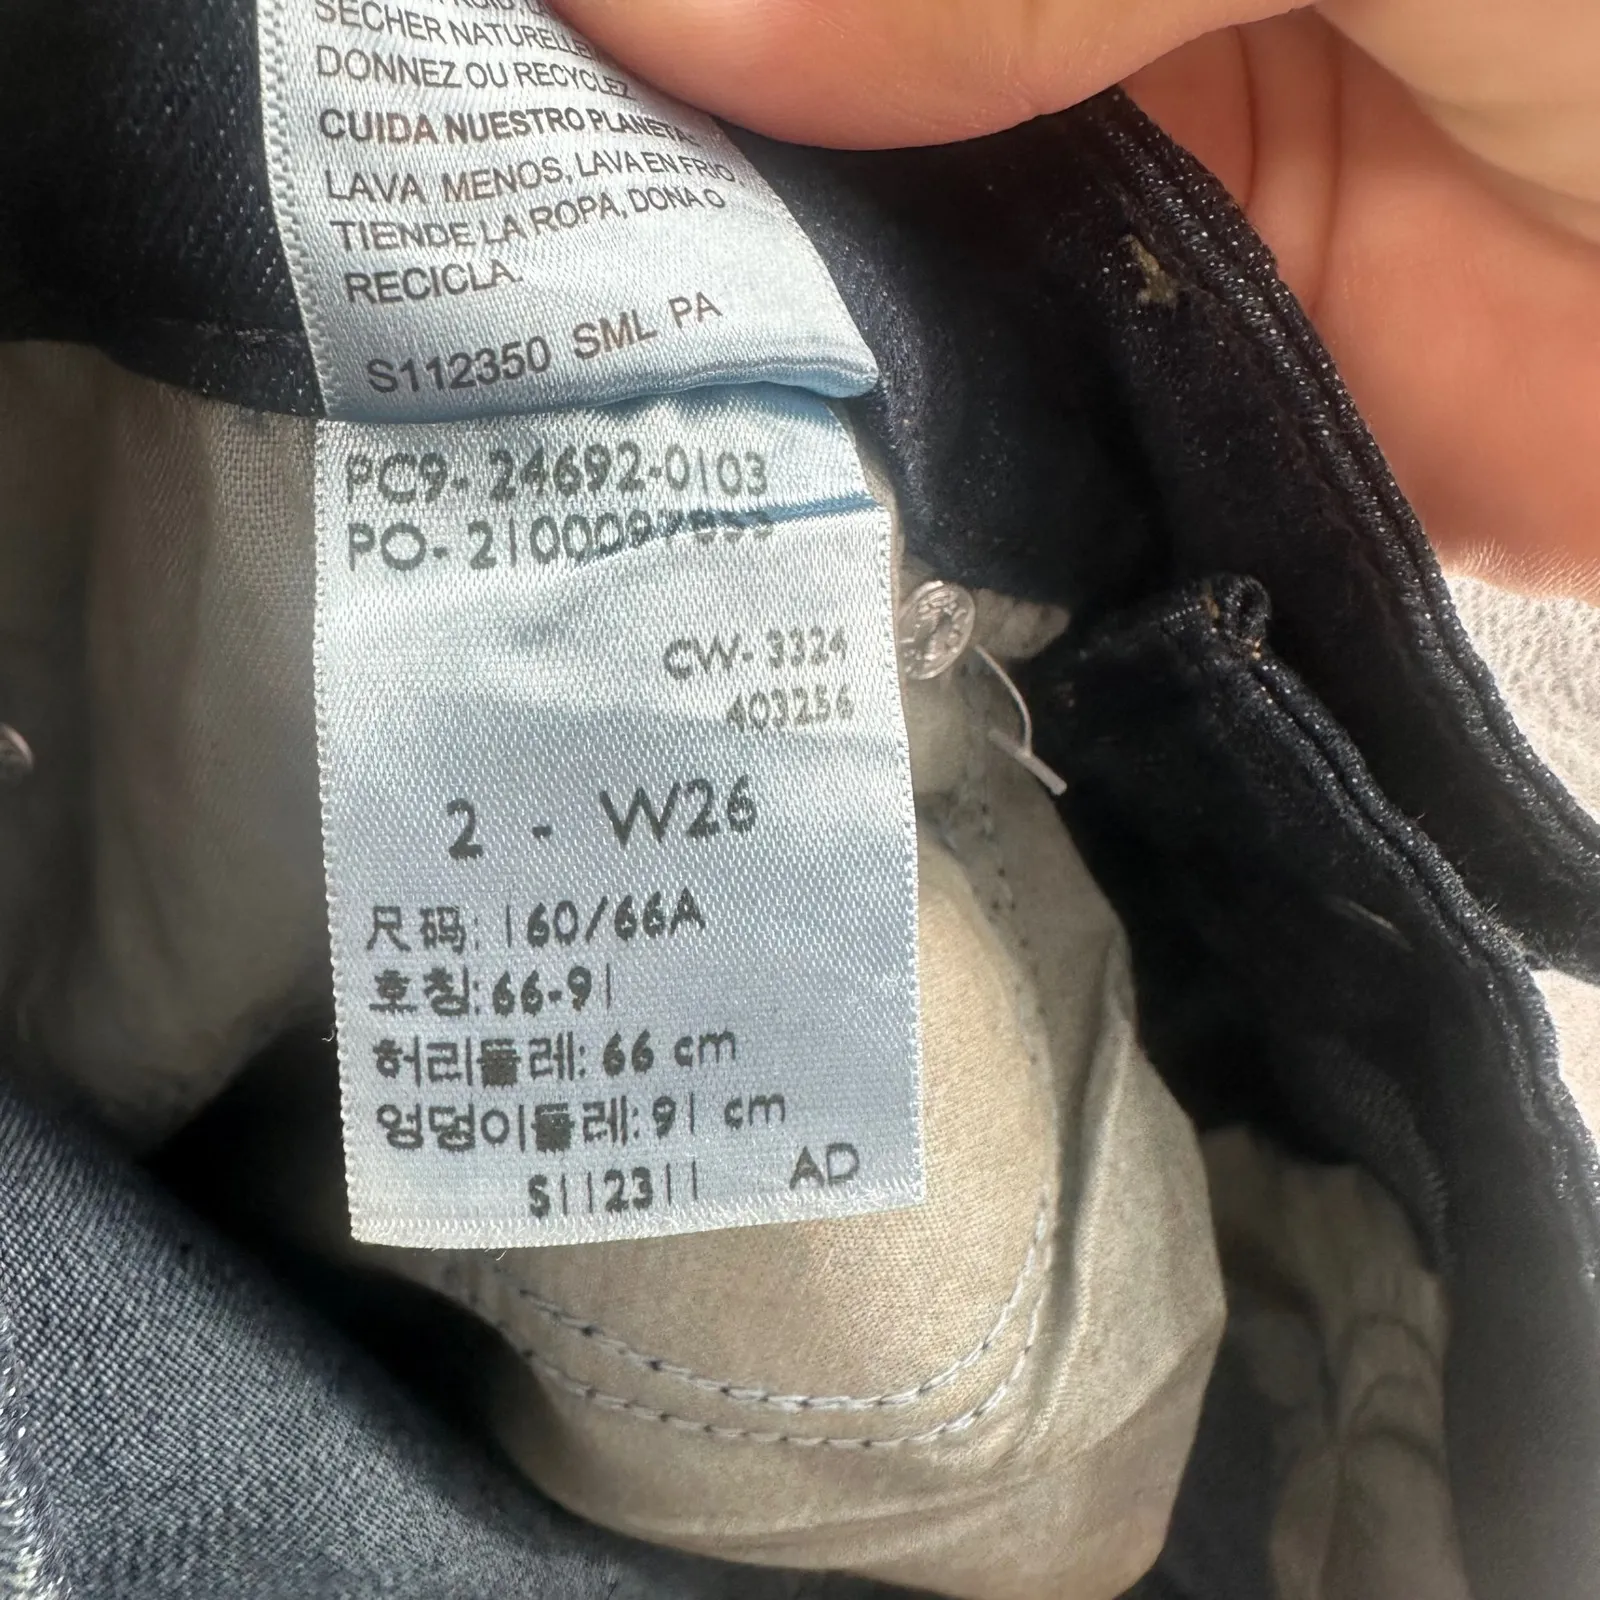 SECHER NATURELLE
DONNEZ OU RECYCLEZ
CUIDA NUESTRO PLANETA
LAVA MENOS, LAVA EN FRIO,
TIENDE LA ROPA, DONA O
RECICLA.
S112350 SML PA
PC9-24692-0103
PO-2100097853
CW-3324
403256
2 - W26
尺码: 160/66A
호칭: 66-91
허리둘레: 66 cm
엉덩이둘레: 91 cm
S112311 AD